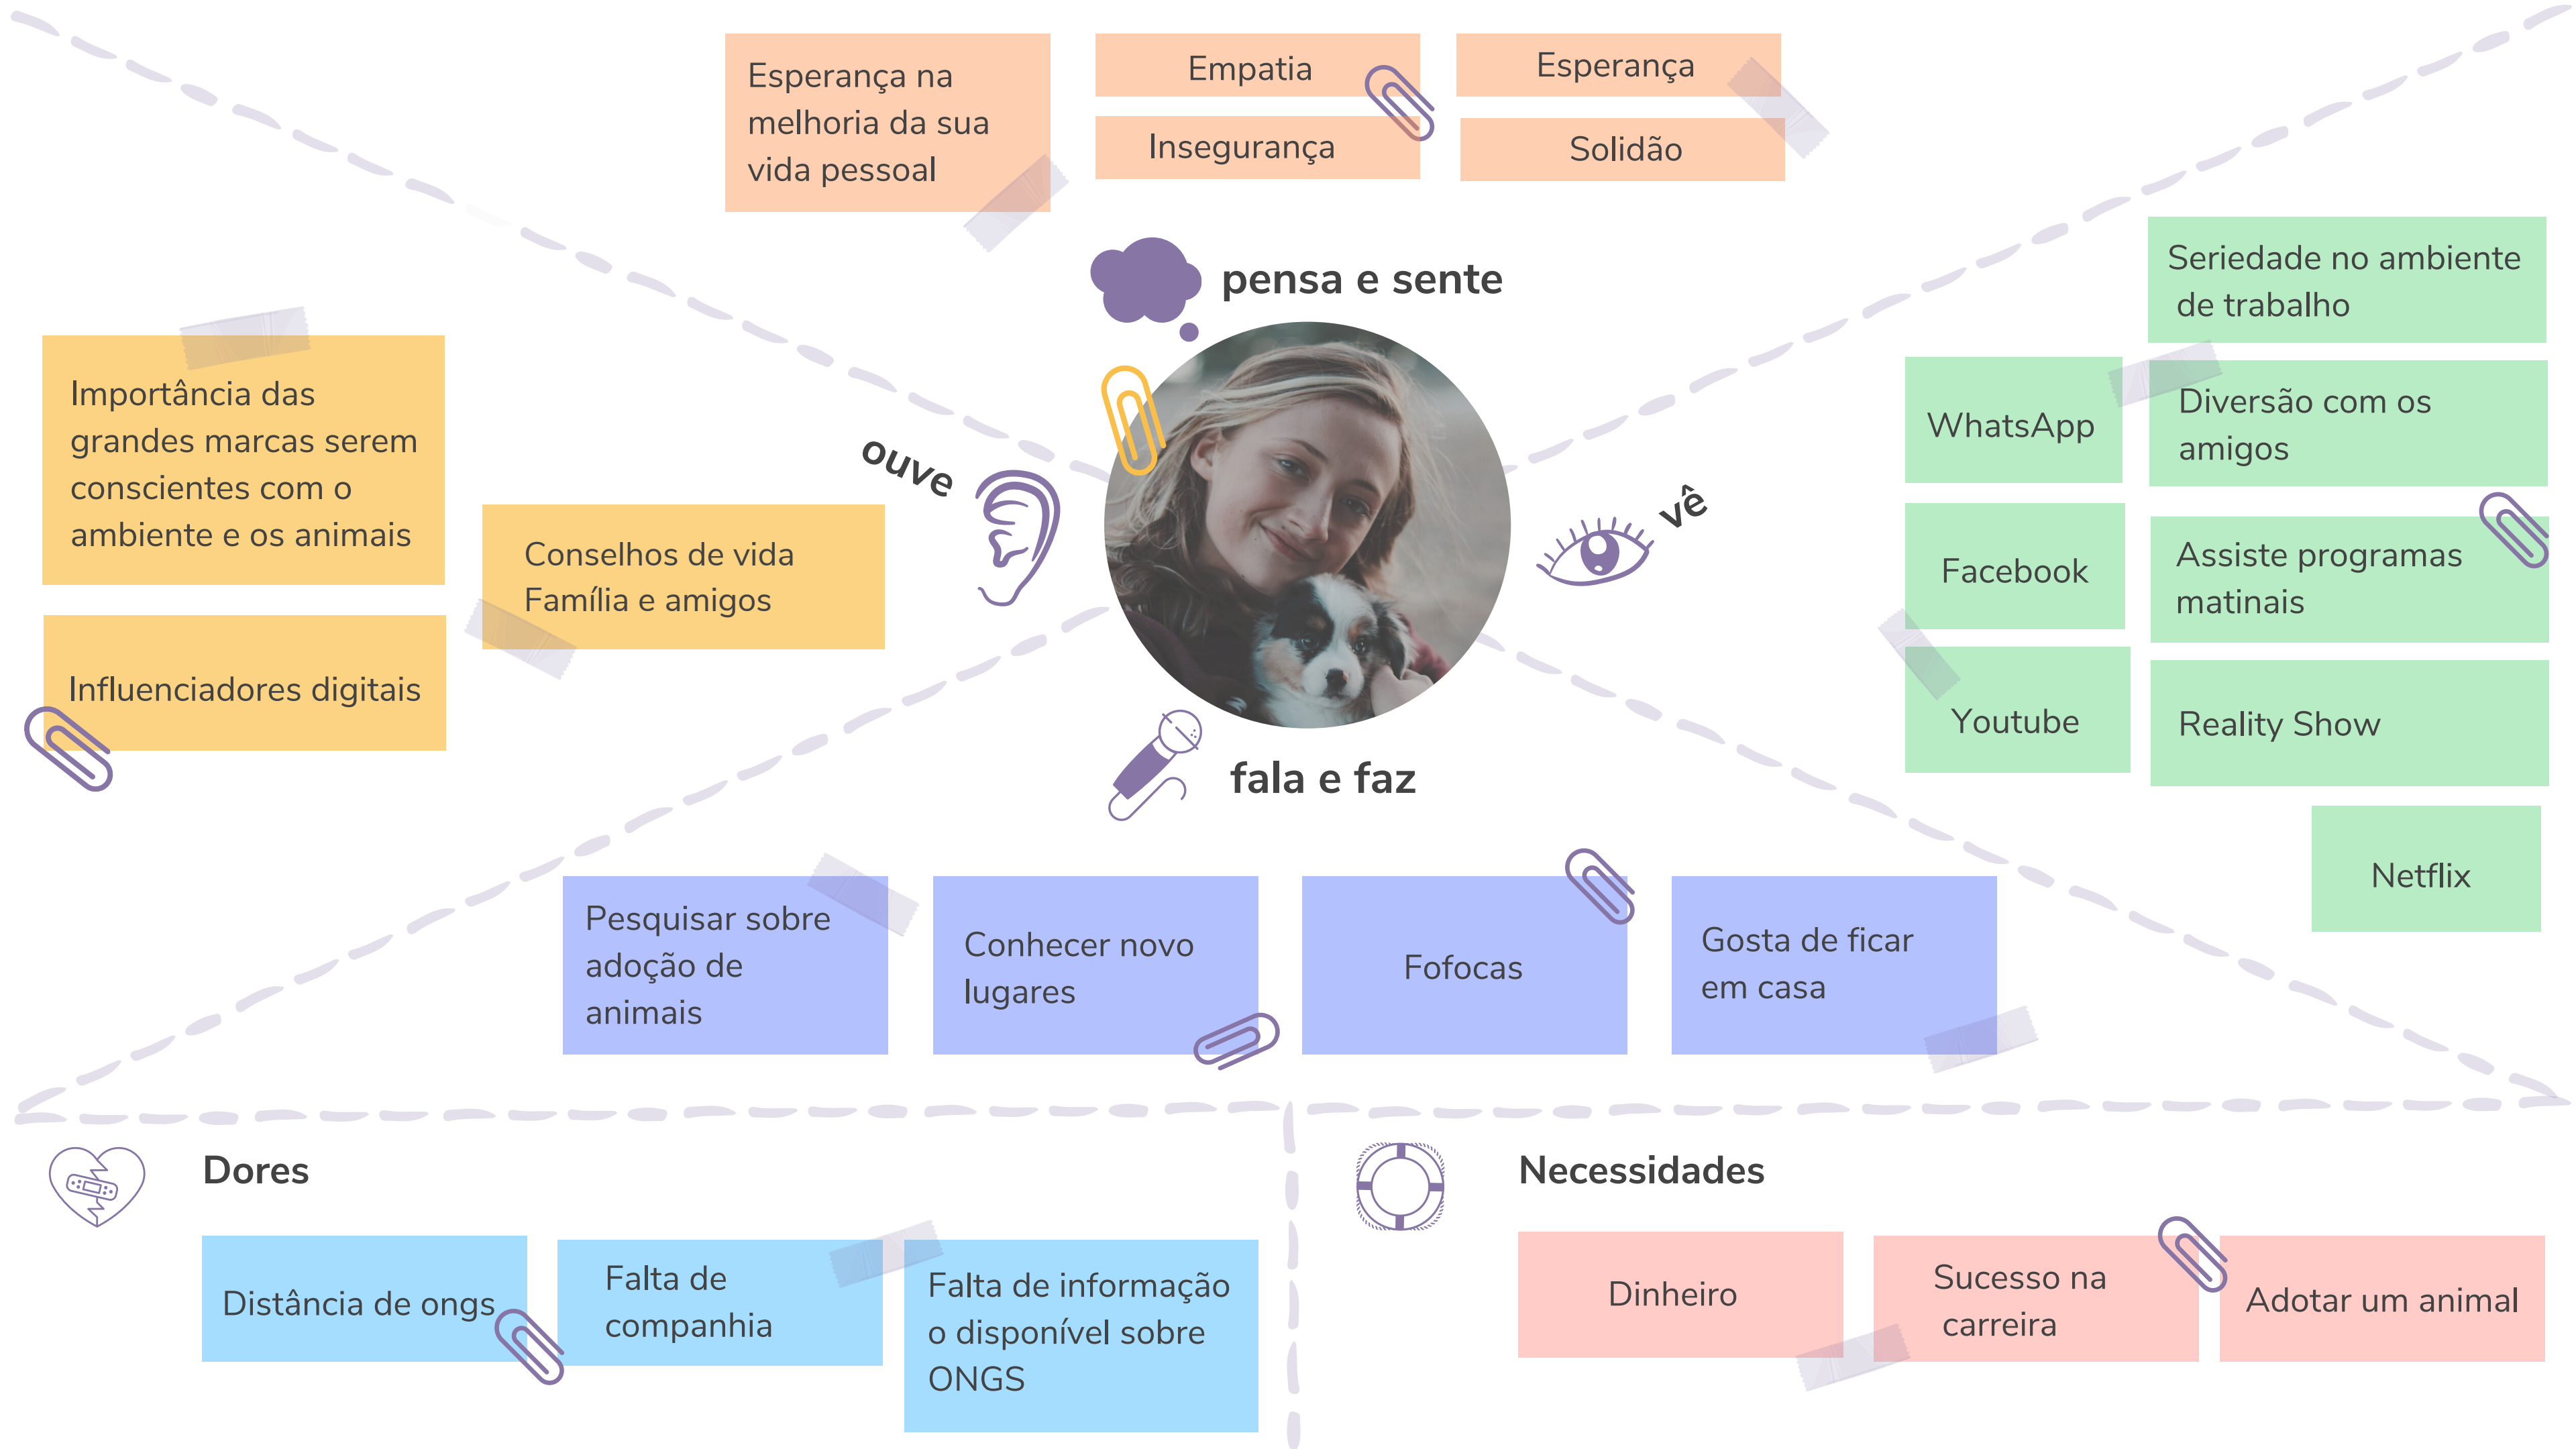 Esperança na
melhoria da sua
vida pessoal
Empatia
Esperança
Insegurança
Solidão
pensa e sente
ouve
Importância das
grandes marcas serem
conscientes com o
ambiente e os animais
Conselhos de vida
Família e amigos
Influenciadores digitais
vê
Seriedade no ambiente
de trabalho
WhatsApp
Diversão com os
amigos
Facebook
Assiste programas
matinais
Youtube
Reality Show
Netflix
fala e faz
Pesquisar sobre
adoção de
animais
Conhecer novo
lugares
Fofocas
Gosta de ficar
em casa
Dores
Distância de ongs
Falta de
companhia
Falta de informação
o disponível sobre
ONGS
Necessidades
Dinheiro
Sucesso na
carreira
Adotar um animal